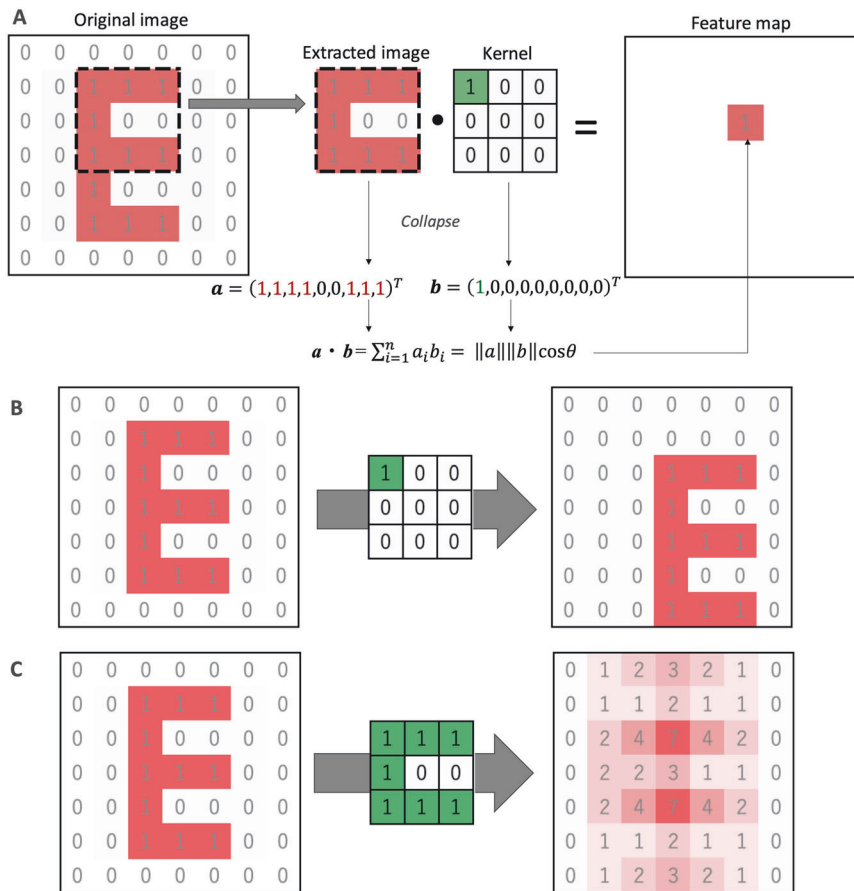 A
Original image
0 0 0 0 0 0 0
0 0 1 1 1 0 0
0 0 1 0 0 0 0
0 0 1 1 1 0 0
0 0 1 0 0 0 0
0 0 1 1 1 0 0
0 0 0 0 0 0 0
Extracted image
1 1 1
1 0 0
1 1 1
•
Kernel
1 0 0
0 0 0
0 0 0
=
Feature map
1
Collapse
a = (1,1,1,1,0,0,1,1,1)ᵀ
b = (1,0,0,0,0,0,0,0,0)ᵀ
a · b = ∑ⁿᵢ₌₁ aᵢbᵢ = ‖a‖‖b‖cosθ
B
0 0 0 0 0 0 0
0 0 1 1 1 0 0
0 0 1 0 0 0 0
0 0 1 1 1 0 0
0 0 1 0 0 0 0
0 0 1 1 1 0 0
0 0 0 0 0 0 0
1 0 0
0 0 0
0 0 0
0 0 0 0 0 0 0
0 0 0 0 0 0 0
0 0 0 1 1 1 0
0 0 0 1 0 0 0
0 0 0 1 1 1 0
0 0 0 1 0 0 0
0 0 0 1 1 1 0
C
0 0 0 0 0 0 0
0 0 1 1 1 0 0
0 0 1 0 0 0 0
0 0 1 1 1 0 0
0 0 1 0 0 0 0
0 0 1 1 1 0 0
0 0 0 0 0 0 0
1 1 1
1 0 0
1 1 1
0 1 2 3 2 1 0
0 1 1 2 1 1 0
0 2 4 7 4 2 0
0 2 2 3 1 1 0
0 2 4 7 4 2 0
0 1 1 2 1 1 0
0 1 2 3 2 1 0